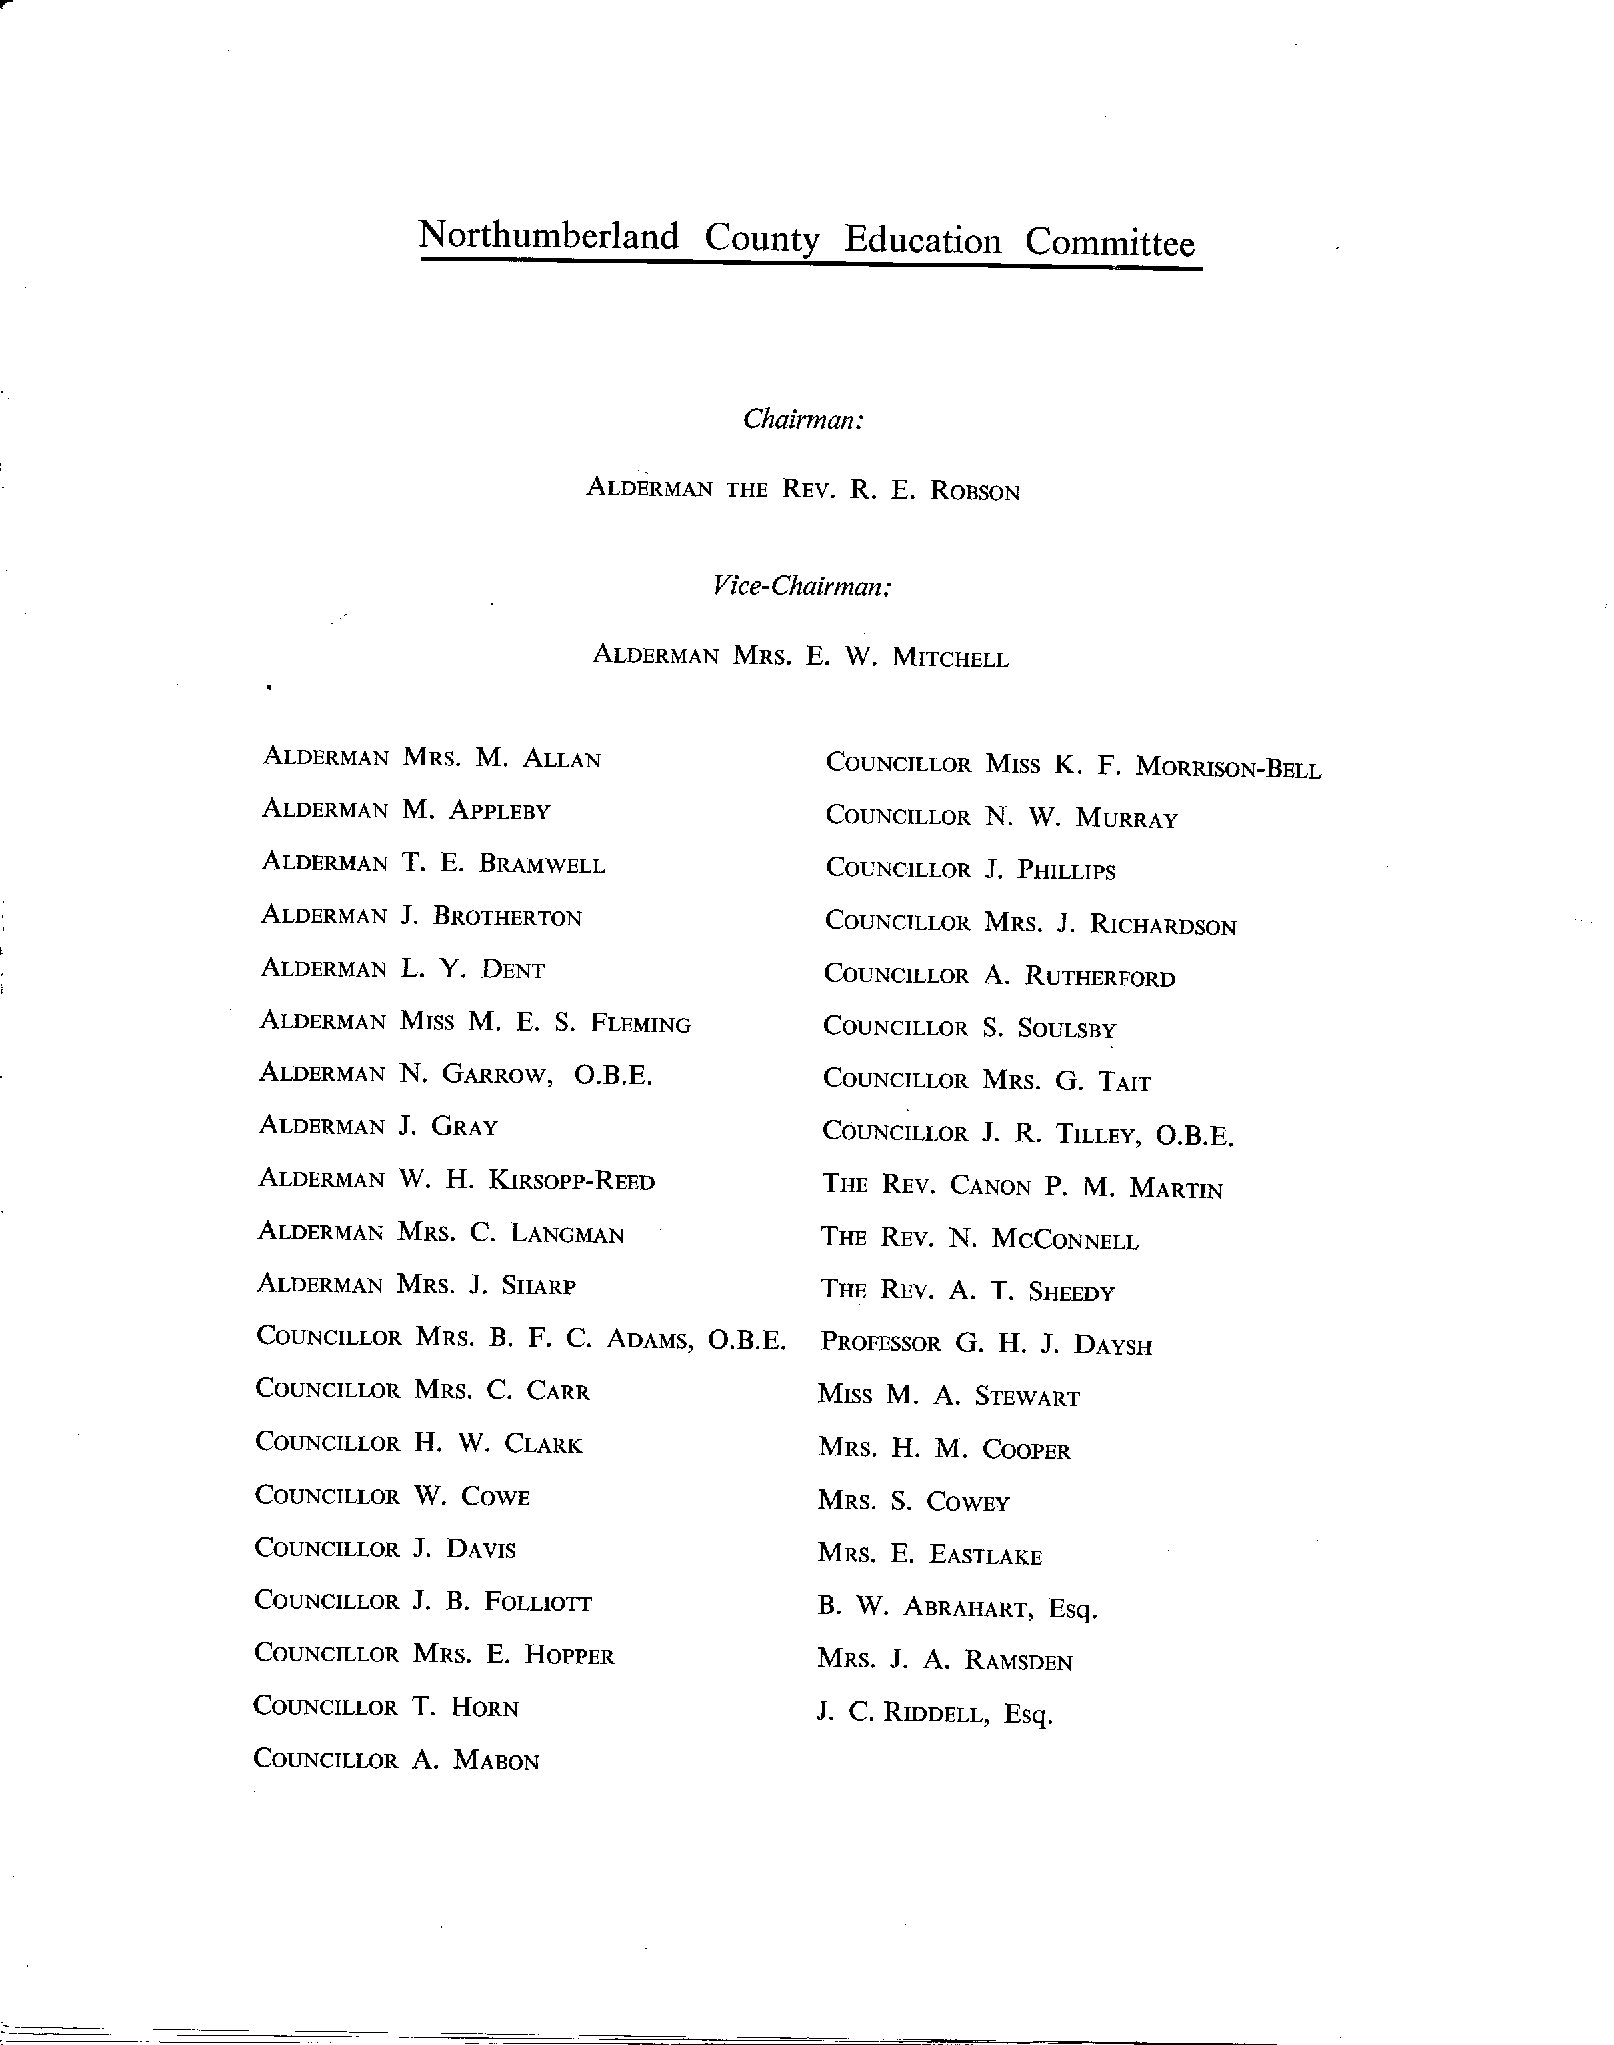 Northumberland County Education Committee
Chairman:
ALDERMAN THE REV. R. E. ROBSON
Vice-Chairman:
ALDERMAN MRS. E. W. MITCHELL
ALDERMAN MRS. M. ALLAN
ALDERMAN M. APPLEBY
ALDERMAN T. E. BRAMWELL
ALDERMAN J. BROTHERTON
ALDERMAN L. Y. DENT
ALDERMAN MISS M. E. S. FLEMING
ALDERMAN N. GARROW, O.B.E.
ALDERMAN J. GRAY
ALDERMAN W. H. KIRSOPP-REED
ALDERMAN MRS. C. LANGMAN
ALDERMAN MRS. J. SHARP
COUNCILLOR MRS. B. F. C. ADAMS, O.B.E.
COUNCILLOR MRS. C. CARR
COUNCILLOR H. W. CLARK
COUNCILLOR W. COWE
COUNCILLOR J. DAVIS
COUNCILLOR J. B. FOLLIOTT
COUNCILLOR MRS. E. HOPPER
COUNCILLOR T. HORN
COUNCILLOR A. MABON
COUNCILLOR MISS K. F. MORRISON-BELL
COUNCILLOR N. W. MURRAY
COUNCILLOR J. PHILLIPS
COUNCILLOR MRS. J. RICHARDSON
COUNCILLOR A. RUTHERFORD
COUNCILLOR S. SOULSBY
COUNCILLOR MRS. G. TAIT
COUNCILLOR J. R. TILLEY, O.B.E.
THE REV. CANON P. M. MARTIN
THE REV. N. MCCONNELL
THE REV. A. T. SHEEDY
PROFESSOR G. H. J. DAYSH
MISS M. A. STEWART
MRS. H. M. COOPER
MRS. S. COWEY
MRS. E. EASTLAKE
B. W. ABRAHART, Esq.
MRS. J. A. RAMSDEN
J. C. RIDDELL, Esq.